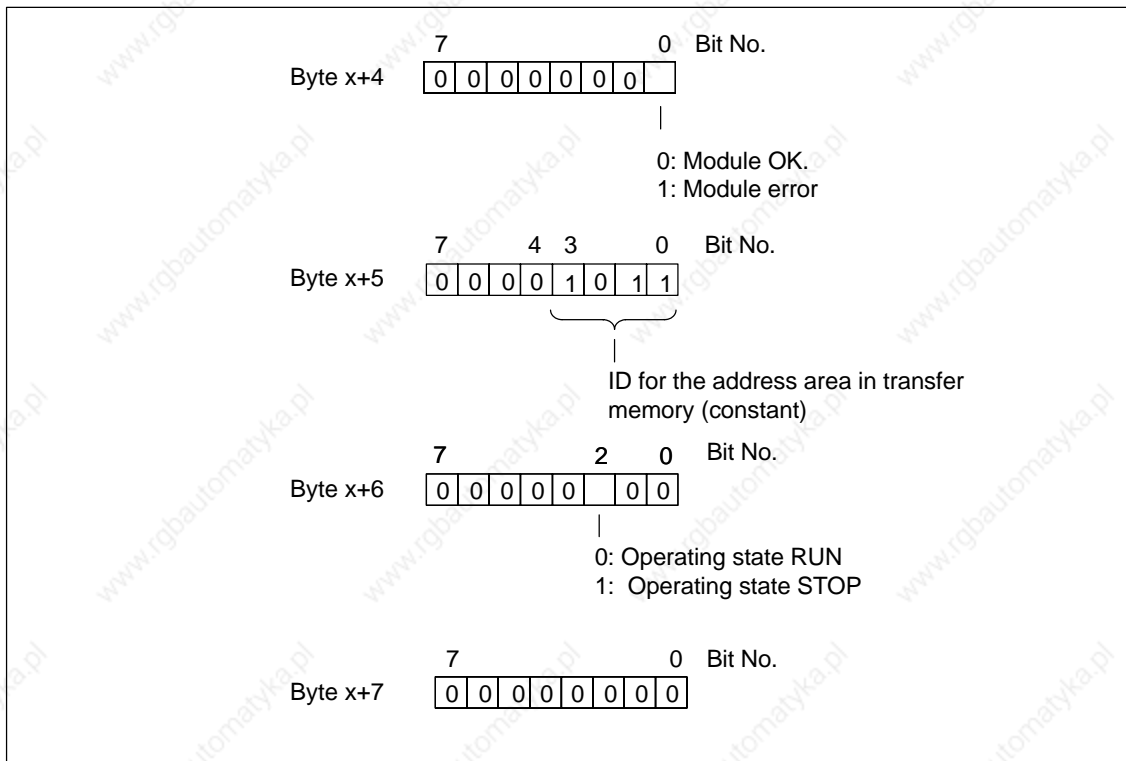 7 0 Bit No.
Byte x+4 0 0 0 0 0 0 0
0: Module OK.
1: Module error
7 4 3 0 Bit No.
Byte x+5 0 0 0 0 1 0 1 1
ID for the address area in transfer
memory (constant)
7 2 0 Bit No.
Byte x+6 0 0 0 0 0 0 0
0: Operating state RUN
1: Operating state STOP
7 0 Bit No.
Byte x+7 0 0 0 0 0 0 0 0
www.rgbautomatyka.pl